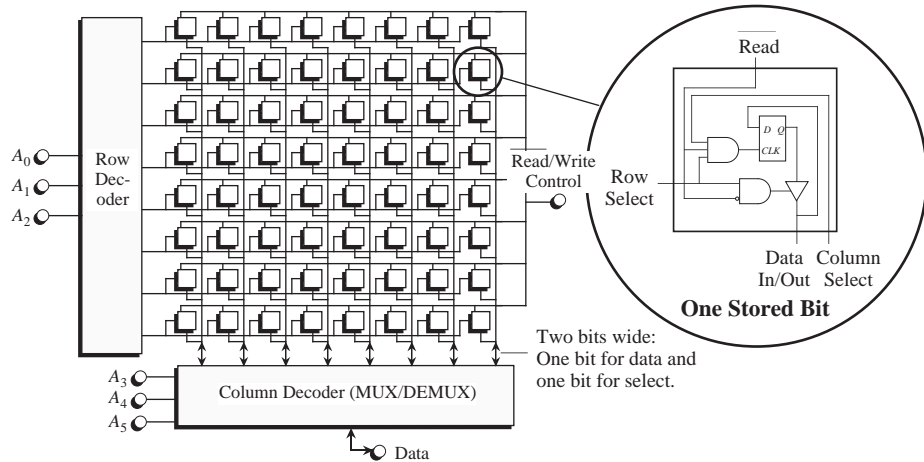 A0
A1
A2
Row
Dec-
oder
Read/Write
Control
Read
Row
Select
D Q
CLK
Data
In/Out
Column
Select
One Stored Bit
Two bits wide:
One bit for data and
one bit for select.
A3
A4
A5
Column Decoder (MUX/DEMUX)
Data